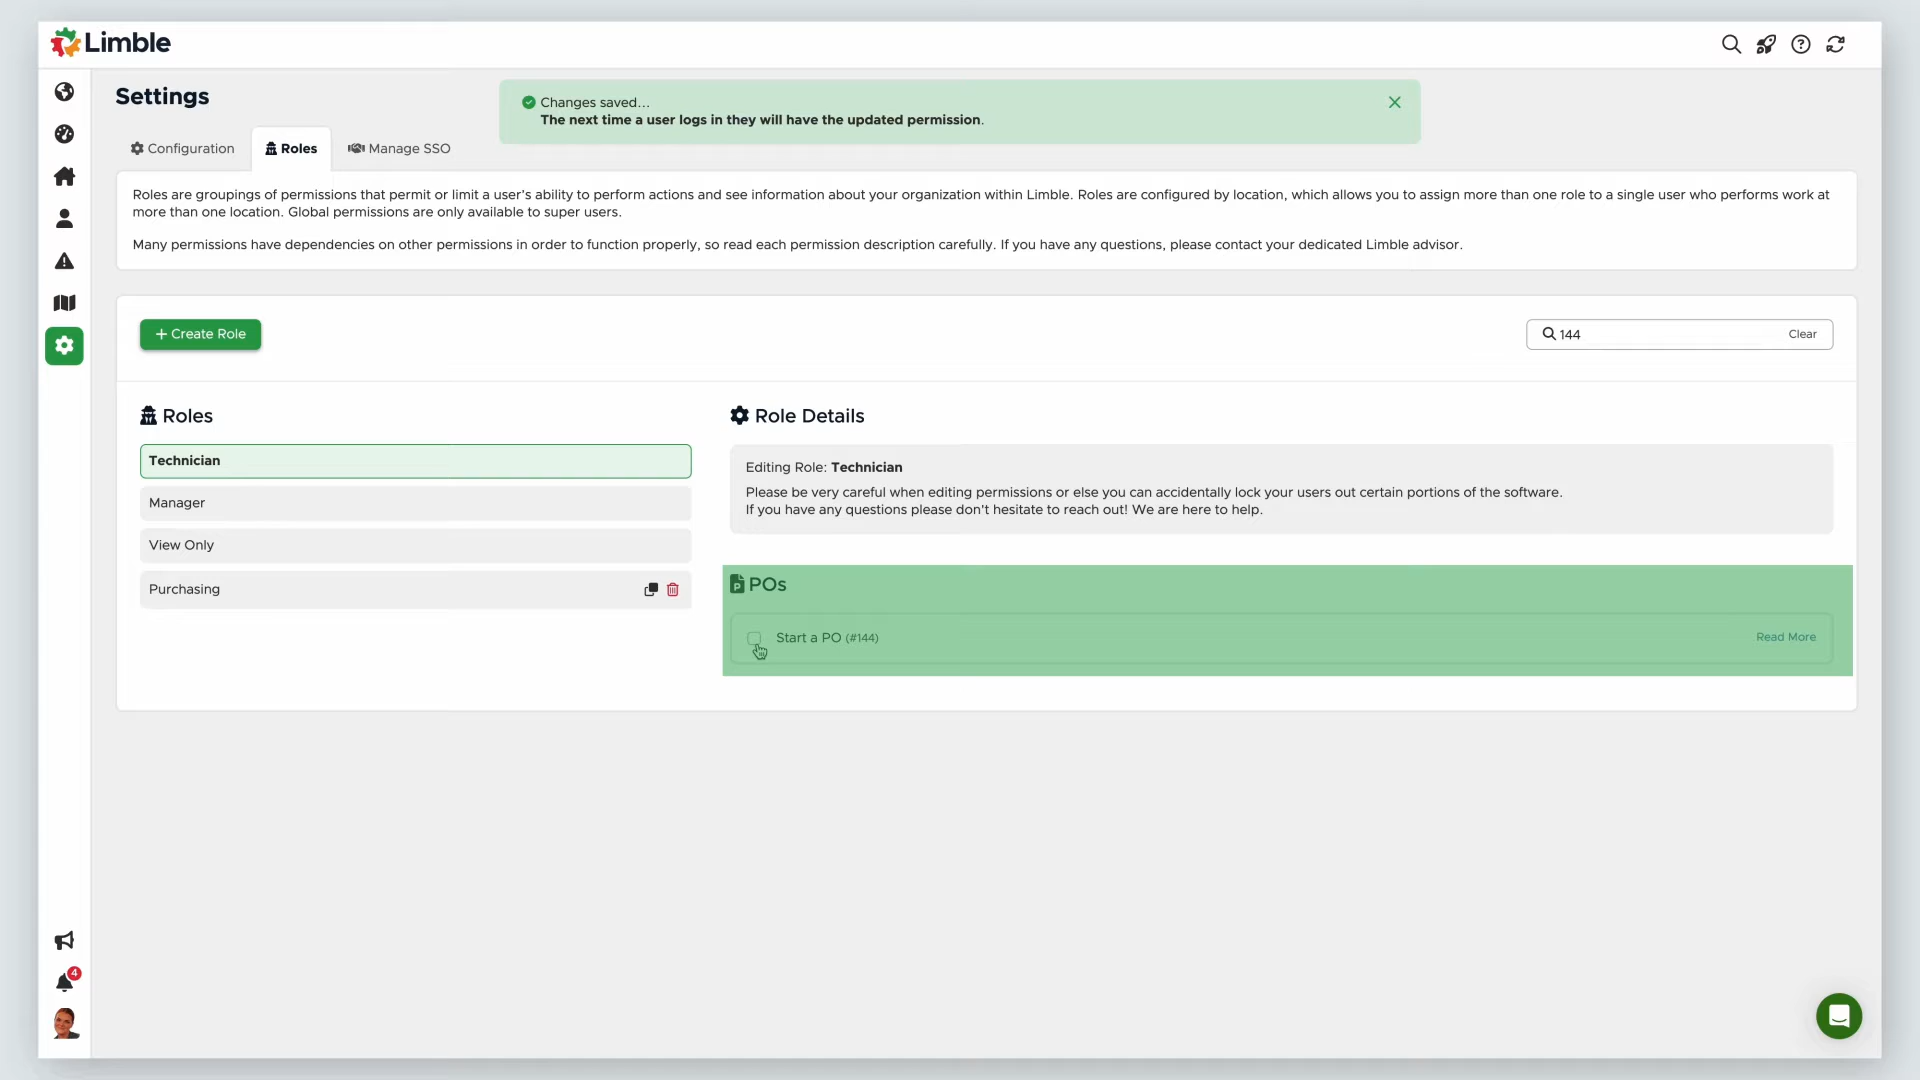 Limble
Settings
Changes saved...
The next time a user logs in they will have the updated permission.
Configuration
Roles
Manage SSO
Roles are groupings of permissions that permit or limit a user's ability to perform actions and see information about your organization within Limble. Roles are configured by location, which allows you to assign more than one role to a single user who performs work at
more than one location. Global permissions are only available to super users.
Many permissions have dependencies on other permissions in order to function properly, so read each permission description carefully. If you have any questions, please contact your dedicated Limble advisor.
+ Create Role
144
Clear
Roles
Role Details
Technician
Manager
View Only
Purchasing
Editing Role: Technician
Please be very careful when editing permissions or else you can accidentally lock your users out certain portions of the software.
If you have any questions please don't hesitate to reach out! We are here to help.
POs
Start a PO (#144)
Read More
4